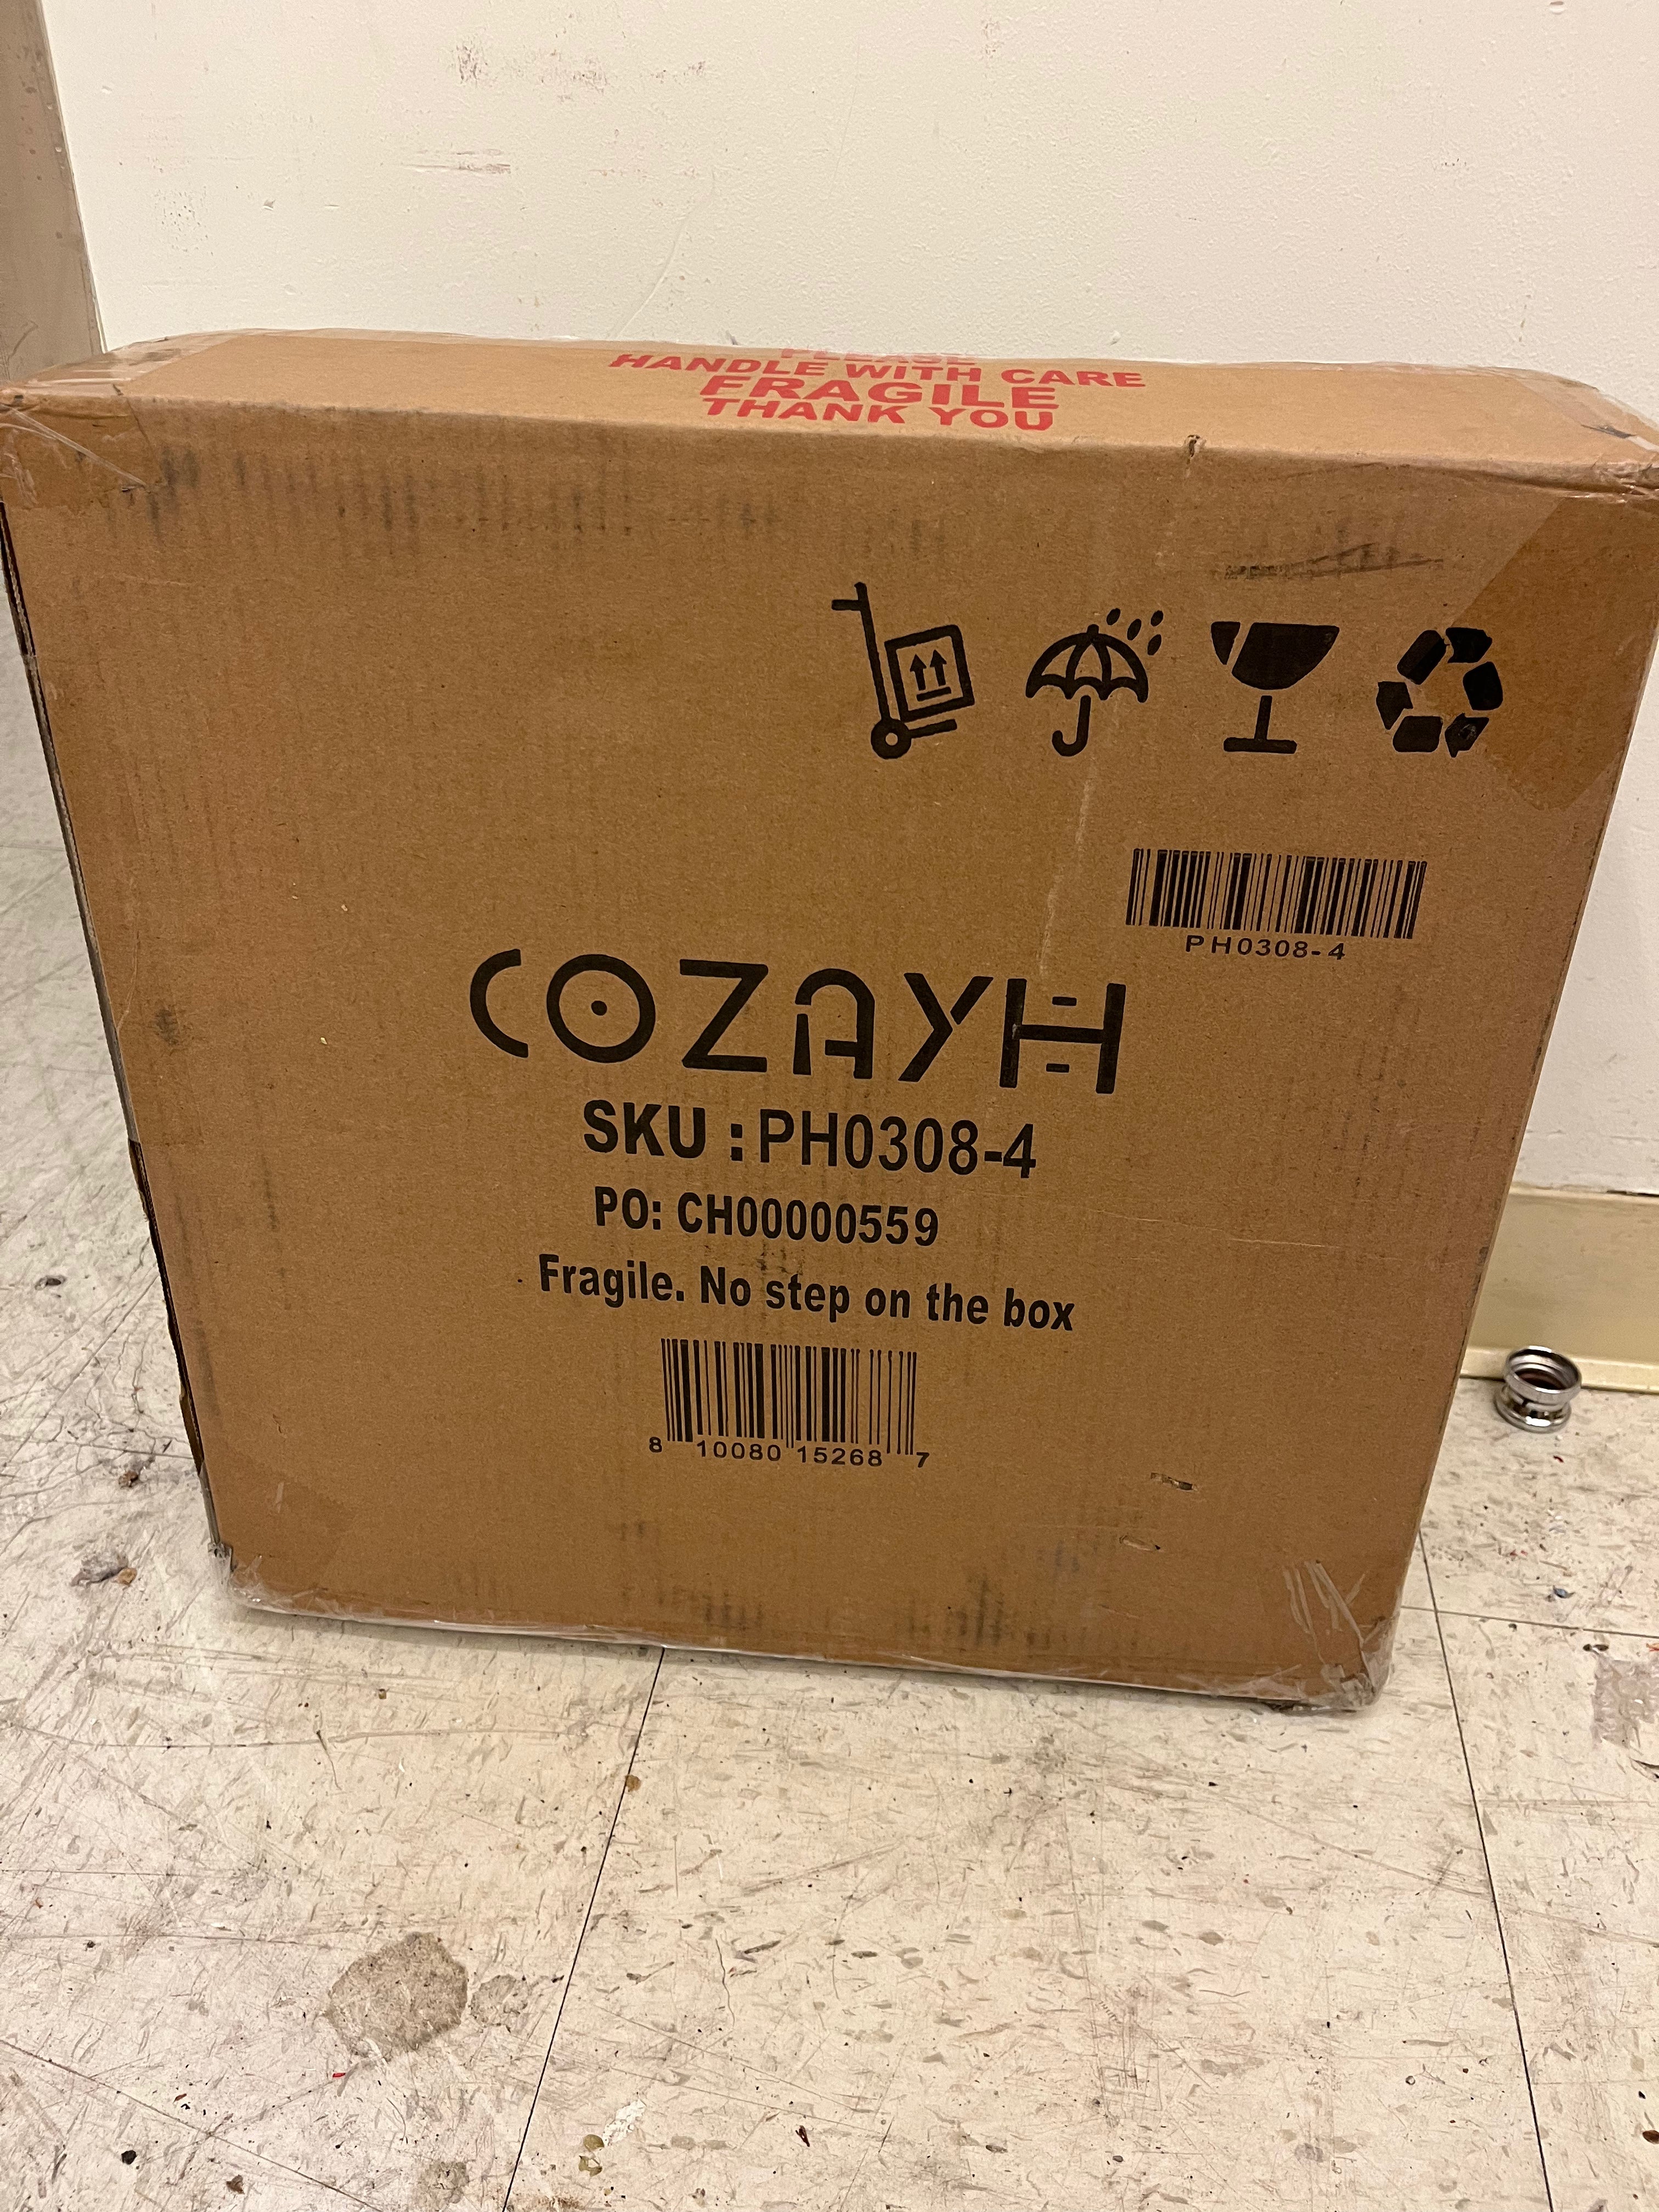 PLEASE
HANDLE WITH CARE
FRAGILE
THANK YOU
PH0308-4
COZAYH
SKU : PH0308-4
PO: CH00000559
Fragile. No step on the box
8 10080 15268 7